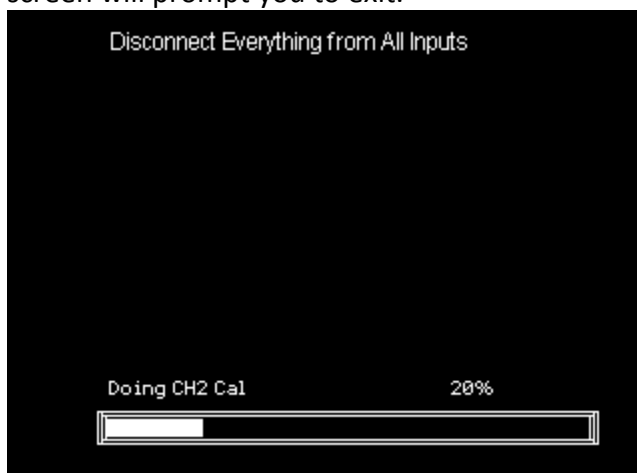 screen will prompt you to exit.
Disconnect Everything from All Inputs
Doing CH2 Cal 20%